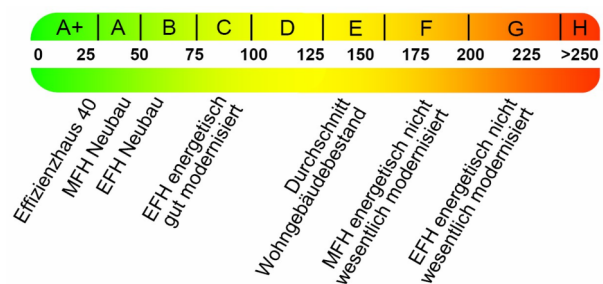 A+ A B C D E F G H
0 25 50 75 100 125 150 175 200 225 >250
Effizienzhaus 40
MFH Neubau
EFH Neubau
EFH energetisch
gut modernisiert
Durchschnitt
Wohngebäudebestand
MFH energetisch nicht
wesentlich modernisiert
EFH energetisch nicht
wesentlich modernisiert